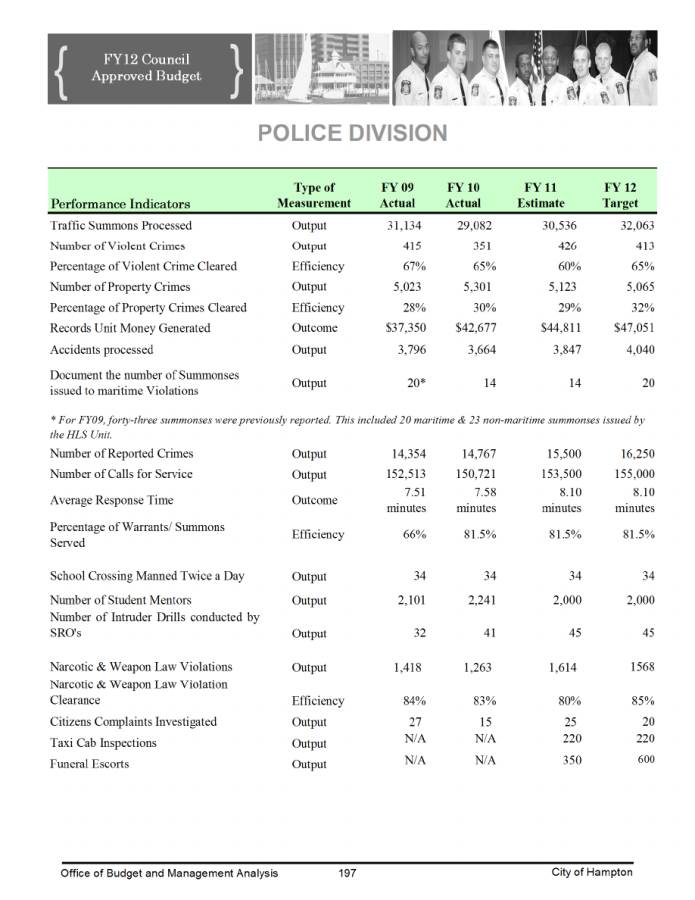 FY12 Council
Approved Budget
POLICE DIVISION
Performance Indicators Type of Measurement FY 09 Actual FY 10 Actual FY 11 Estimate FY 12 Target
Traffic Summons Processed Output 31,134 29,082 30,536 32,063
Number of Violent Crimes Output 415 351 426 413
Percentage of Violent Crime Cleared Efficiency 67% 65% 60% 65%
Number of Property Crimes Output 5,023 5,301 5,123 5,065
Percentage of Property Crimes Cleared Efficiency 28% 30% 29% 32%
Records Unit Money Generated Outcome $37,350 $42,677 $44,811 $47,051
Accidents processed Output 3,796 3,664 3,847 4,040
Document the number of Summonses
issued to maritime Violations Output 20* 14 14 20
* For FY09, forty-three summonses were previously reported. This included 20 maritime & 23 non-maritime summonses issued by
the HLS Unit.
Number of Reported Crimes Output 14,354 14,767 15,500 16,250
Number of Calls for Service Output 152,513 150,721 153,500 155,000
Average Response Time Outcome 7.51 minutes 7.58 minutes 8.10 minutes 8.10 minutes
Percentage of Warrants/ Summons
Served Efficiency 66% 81.5% 81.5% 81.5%
School Crossing Manned Twice a Day Output 34 34 34 34
Number of Student Mentors Output 2,101 2,241 2,000 2,000
Number of Intruder Drills conducted by
SRO's Output 32 41 45 45
Narcotic & Weapon Law Violations Output 1,418 1,263 1,614 1568
Narcotic & Weapon Law Violation
Clearance Efficiency 84% 83% 80% 85%
Citizens Complaints Investigated Output 27 15 25 20
Taxi Cab Inspections Output N/A N/A 220 220
Funeral Escorts Output N/A N/A 350 600
Office of Budget and Management Analysis 197 City of Hampton